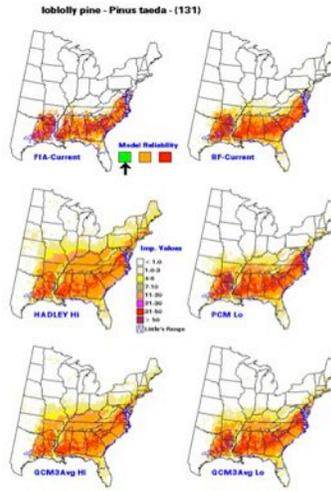 loblolly pine - Pinus taeda - (131)
FIA-Current
Model Reliability
RF-Current
HADLEY Hi
Imp. Values
< 1.0
1.0-3
4-6
7-10
11-20
21-30
31-50
> 50
Little's Range
PCM Lo
GCM3Avg Hi
GCM3Avg Lo